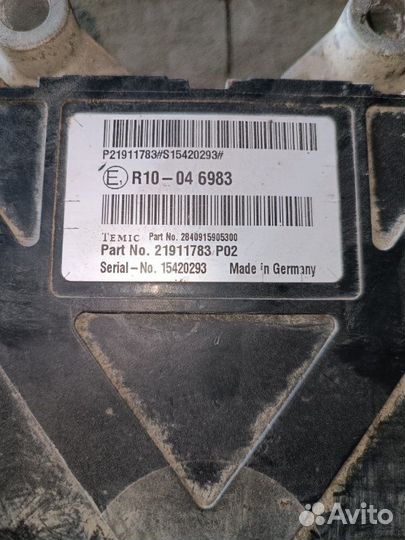 P21911783#S15420293#
E1 R10-04 6983
TEMIC Part No. 2840915905300
Part No. 21911783 P02
Serial-No. 15420293 Made in Germany
Avito